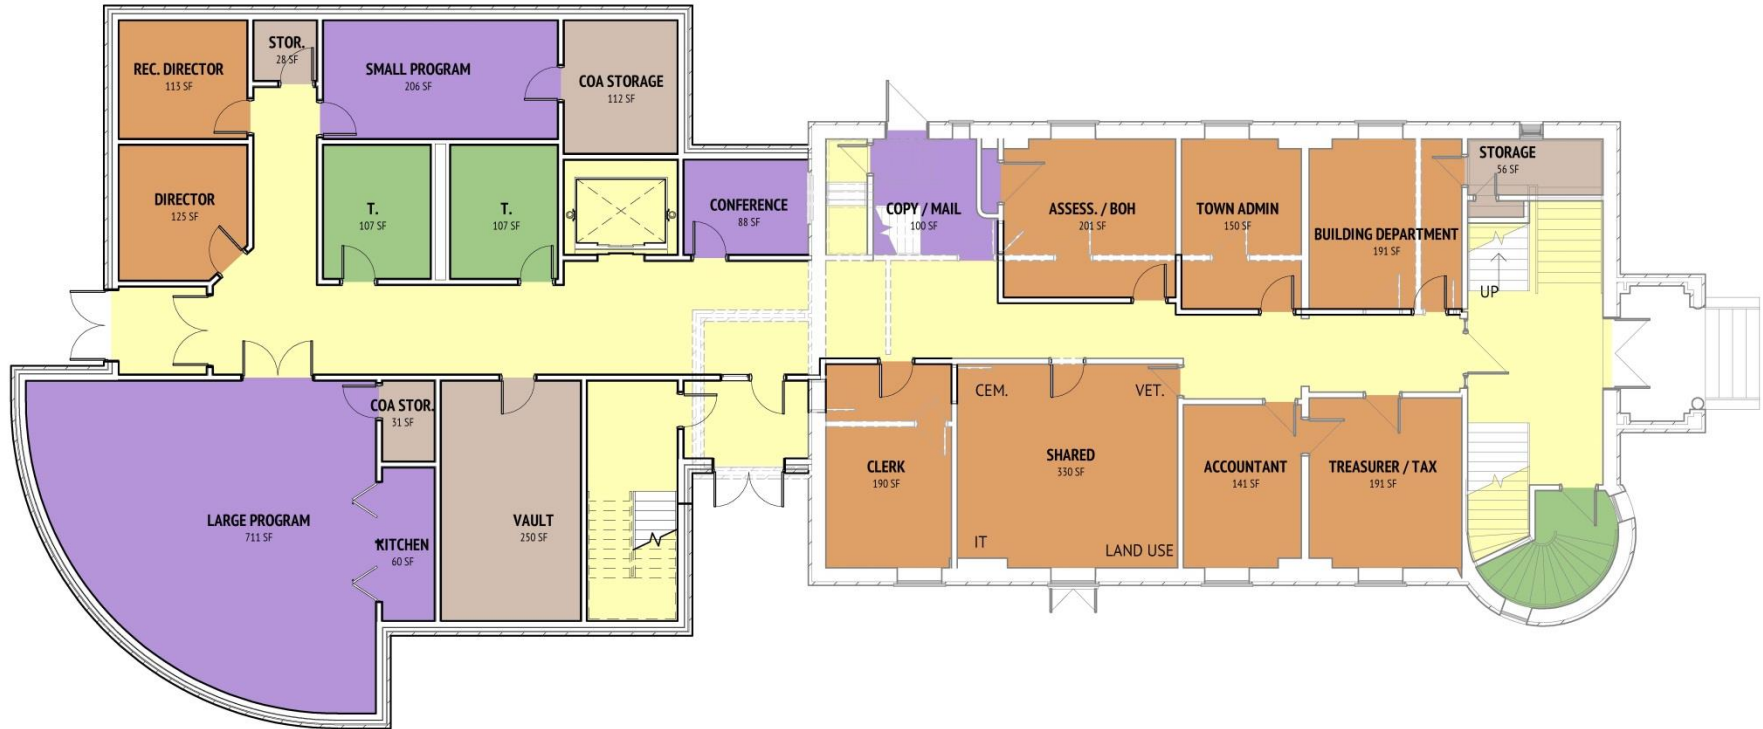 REC. DIRECTOR
113 SF
STOR.
28 SF
SMALL PROGRAM
206 SF
COA STORAGE
112 SF
DIRECTOR
125 SF
T.
107 SF
T.
107 SF
CONFERENCE
88 SF
COPY / MAIL
100 SF
ASSESS. / BOH
201 SF
TOWN ADMIN
150 SF
BUILDING DEPARTMENT
191 SF
STORAGE
56 SF
UP
LARGE PROGRAM
711 SF
COA STOR.
31 SF
KITCHEN
60 SF
VAULT
250 SF
CLERK
190 SF
CEM.
VET.
SHARED
330 SF
IT
LAND USE
ACCOUNTANT
141 SF
TREASURER / TAX
191 SF